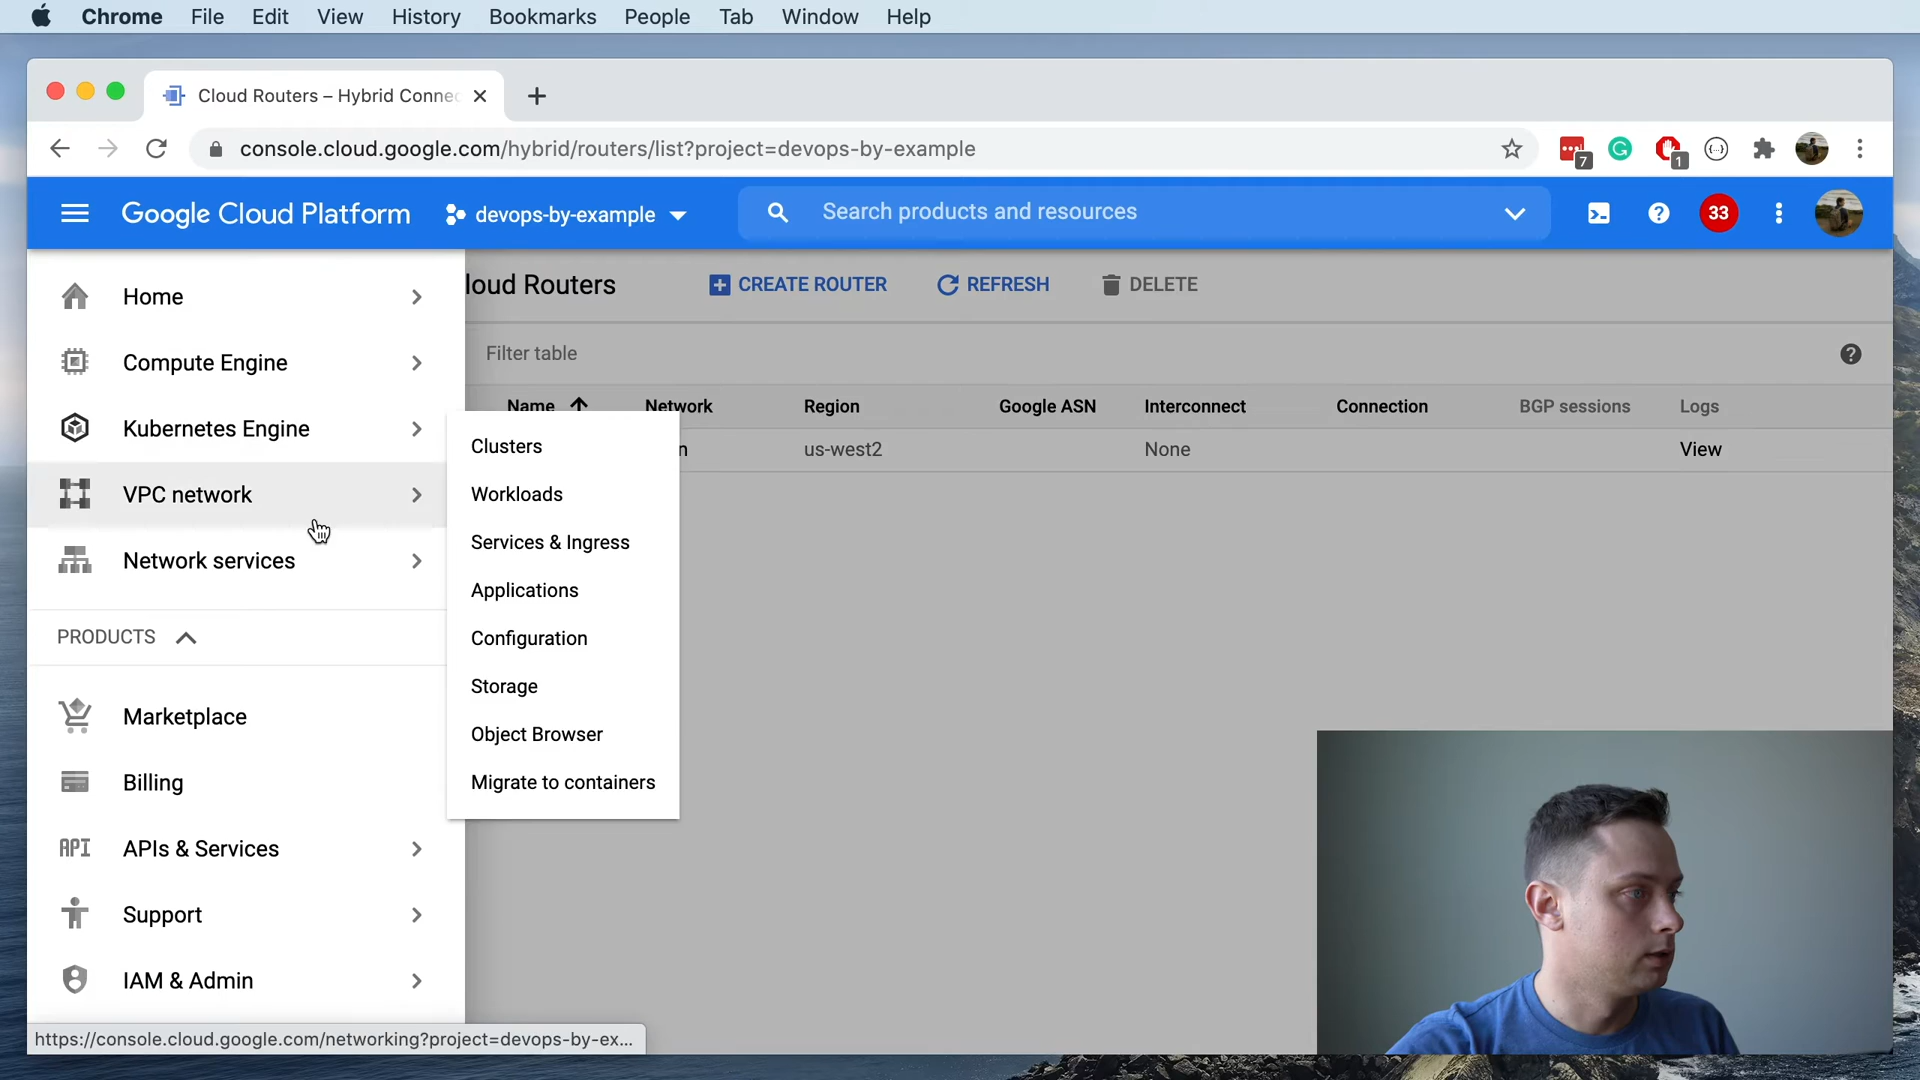 Chrome File Edit View History Bookmarks People Tab Window Help
Cloud Routers – Hybrid Connec
console.cloud.google.com/hybrid/routers/list?project=devops-by-example
7
1
Google Cloud Platform devops-by-example Search products and resources 33
Home
Compute Engine
Kubernetes Engine
VPC network
Network services
PRODUCTS
Marketplace
Billing
API APIs & Services
Support
IAM & Admin
loud Routers CREATE ROUTER REFRESH DELETE
Filter table
Name Network Region Google ASN Interconnect Connection BGP sessions Logs
n us-west2 None View
Clusters
Workloads
Services & Ingress
Applications
Configuration
Storage
Object Browser
Migrate to containers
https://console.cloud.google.com/networking?project=devops-by-ex...